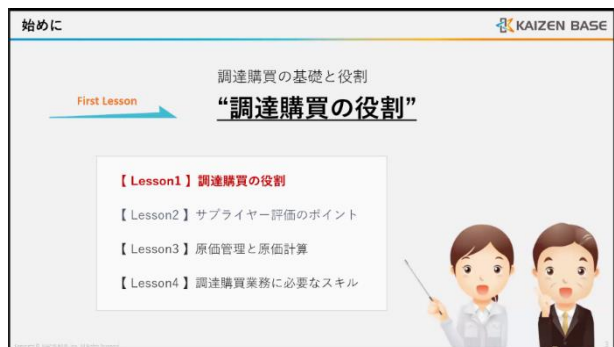 始めに
KAIZEN BASE
調達購買の基礎と役割
First Lesson
“調達購買の役割”
【 Lesson1 】調達購買の役割
【 Lesson2 】サプライヤー評価のポイント
【 Lesson3 】原価管理と原価計算
【 Lesson4 】調達購買業務に必要なスキル